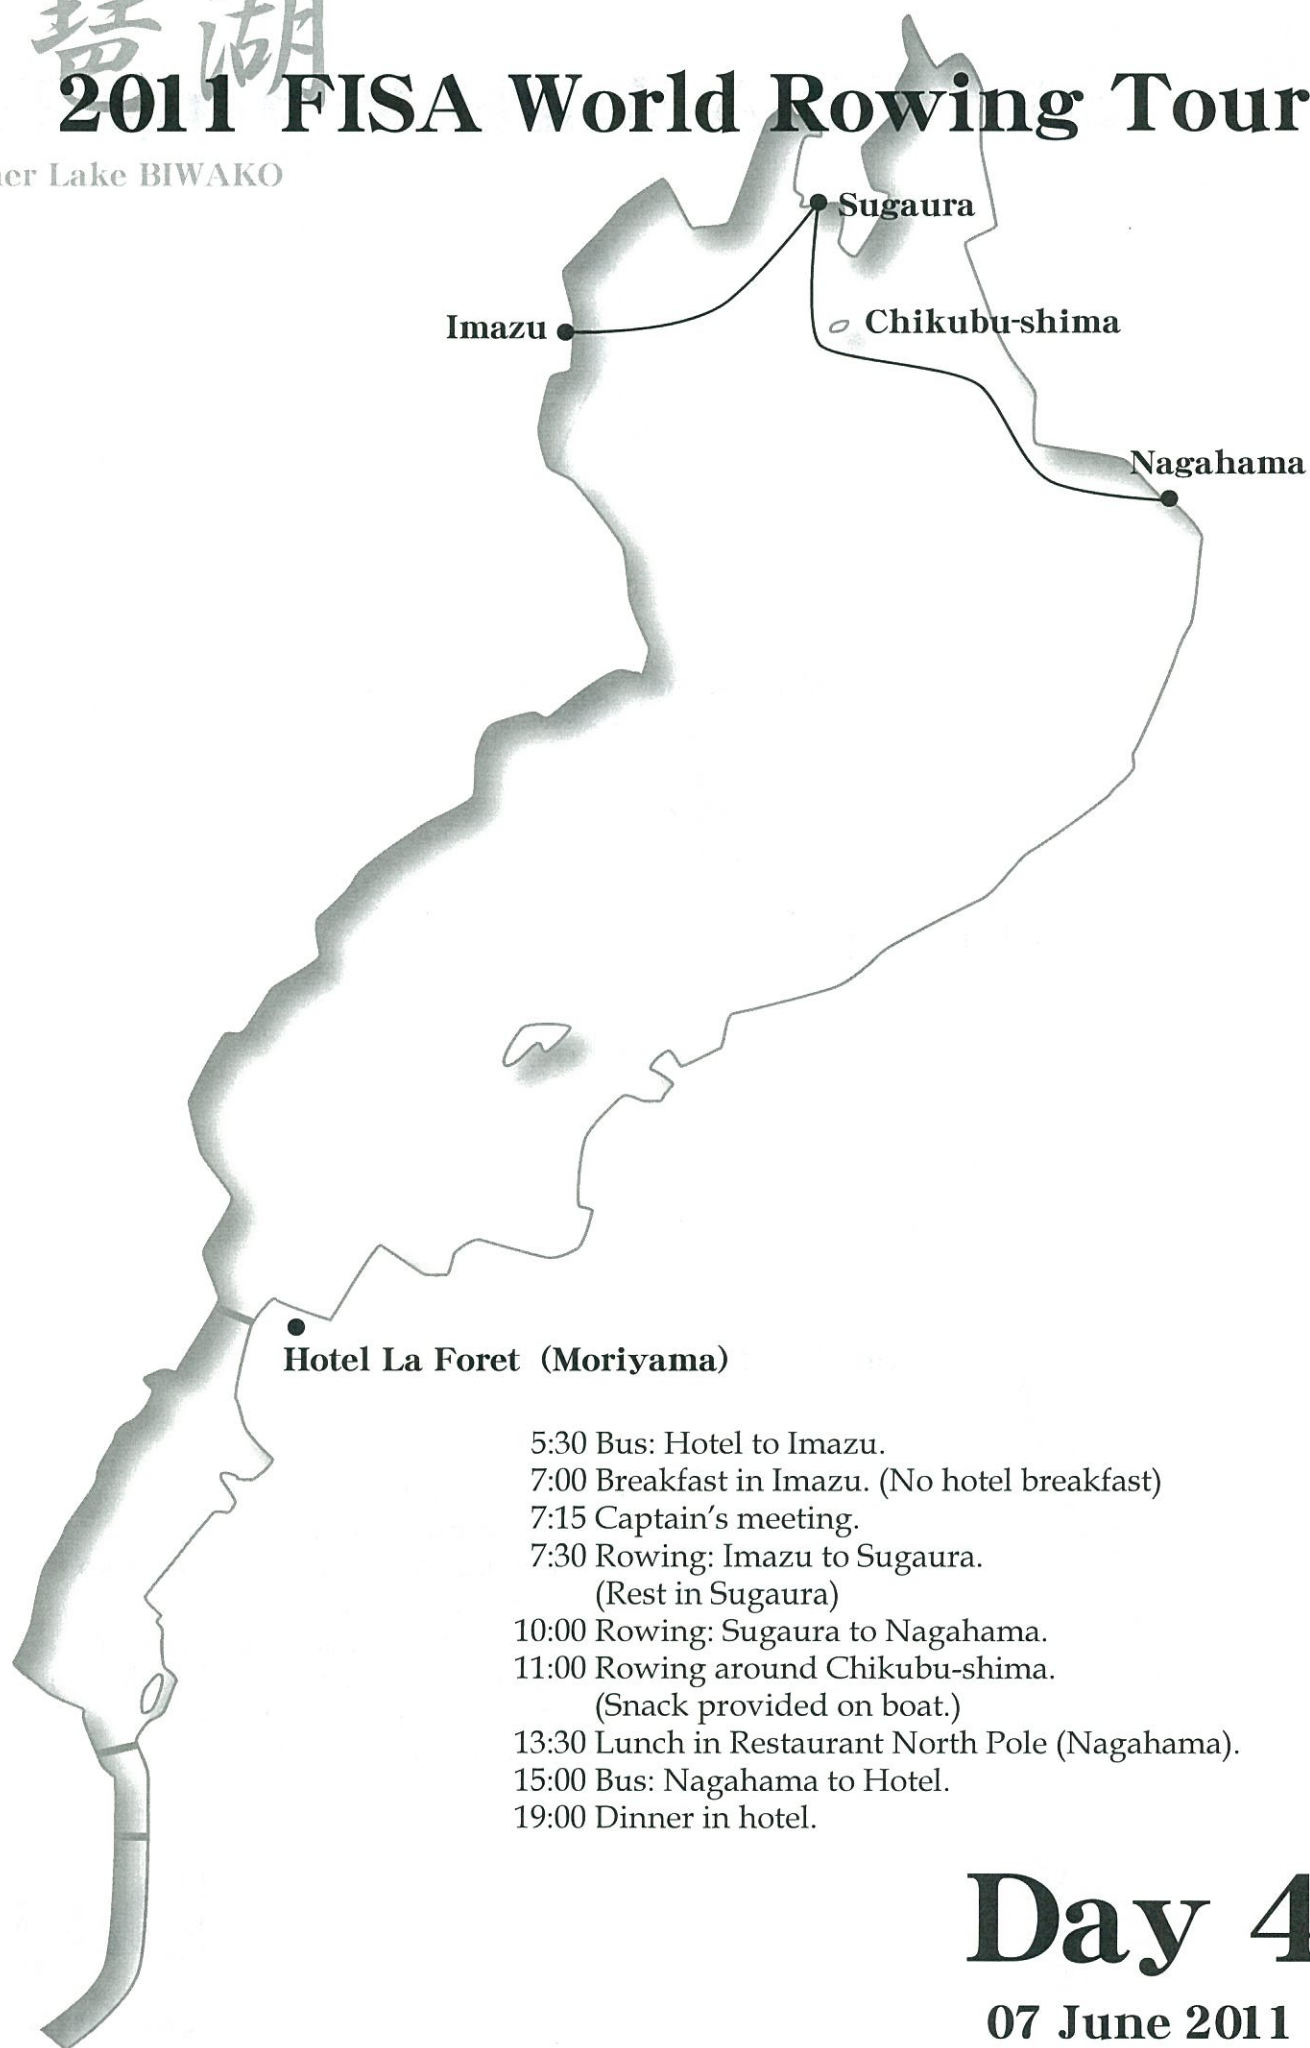 琶湖
2011 FISA World Rowing Tour
er Lake BIWAKO
Sugaura
Imazu
Chikubu-shima
Nagahama
Hotel La Foret (Moriyama)
5:30 Bus: Hotel to Imazu.
7:00 Breakfast in Imazu. (No hotel breakfast)
7:15 Captain's meeting.
7:30 Rowing: Imazu to Sugaura.
(Rest in Sugaura)
10:00 Rowing: Sugaura to Nagahama.
11:00 Rowing around Chikubu-shima.
(Snack provided on boat.)
13:30 Lunch in Restaurant North Pole (Nagahama).
15:00 Bus: Nagahama to Hotel.
19:00 Dinner in hotel.
Day 4
07 June 2011